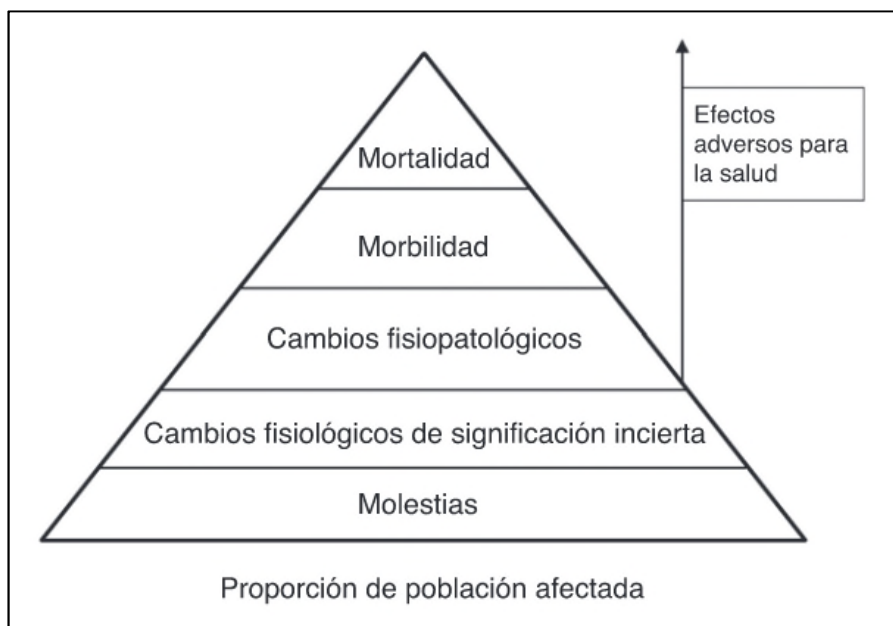 Mortalidad
Efectos
adversos para
la salud
Morbilidad
Cambios fisiopatológicos
Cambios fisiológicos de significación incierta
Molestias
Proporción de población afectada